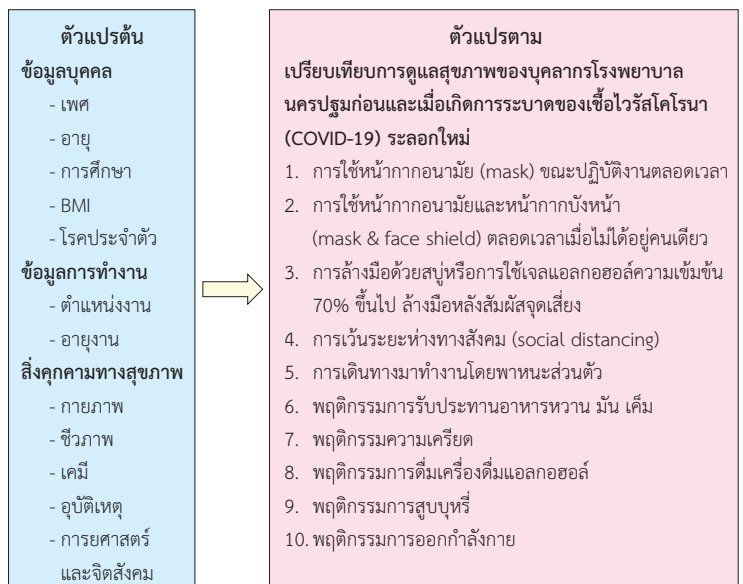 ตัวแปรต้น
ข้อมูลบุคคล
- เพศ
- อายุ
- การศึกษา
- BMI
- โรคประจำตัว
ข้อมูลการทำงาน
- ตำแหน่งงาน
- อายุงาน
สิ่งคุกคามทางสุขภาพ
- กายภาพ
- ชีวภาพ
- เคมี
- อุบัติเหตุ
- การยศาสตร์
และจิตสังคม
ตัวแปรตาม
เปรียบเทียบการดูแลสุขภาพของบุคลากรโรงพยาบาล
นครปฐมก่อนและเมื่อเกิดการระบาดของเชื้อไวรัสโคโรนา
(COVID-19) ระลอกใหม่
1. การใช้หน้ากากอนามัย (mask) ขณะปฏิบัติงานตลอดเวลา
2. การใช้หน้ากากอนามัยและหน้ากากบังหน้า
(mask & face shield) ตลอดเวลาเมื่อไม่ได้อยู่คนเดียว
3. การล้างมือด้วยสบู่หรือการใช้เจลแอลกอฮอล์ความเข้มข้น
70% ขึ้นไป ล้างมือหลังสัมผัสจุดเสี่ยง
4. การเว้นระยะห่างทางสังคม (social distancing)
5. การเดินทางมาทำงานโดยพาหนะส่วนตัว
6. พฤติกรรมการรับประทานอาหารหวาน มัน เค็ม
7. พฤติกรรมความเครียด
8. พฤติกรรมการดื่มเครื่องดื่มแอลกอฮอล์
9. พฤติกรรมการสูบบุหรี่
10. พฤติกรรมการออกกำลังกาย